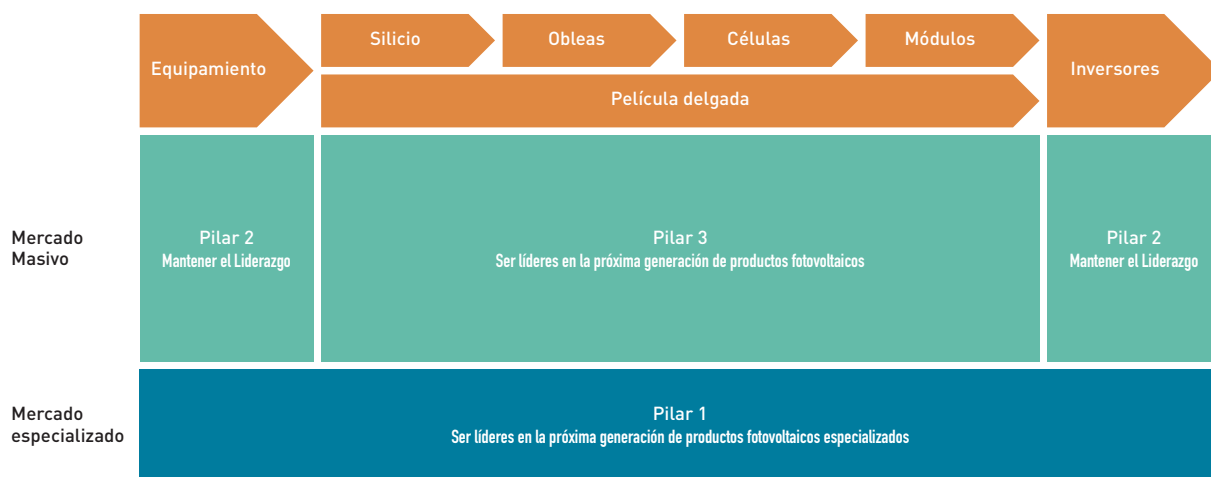 Silicio
Obleas
Células
Módulos
Equipamiento
Inversores
Película delgada
Mercado
Masivo
Pilar 2
Mantener el Liderazgo
Pilar 3
Ser líderes en la próxima generación de productos fotovoltaicos
Pilar 2
Mantener el Liderazgo
Mercado
especializado
Pilar 1
Ser líderes en la próxima generación de productos fotovoltaicos especializados